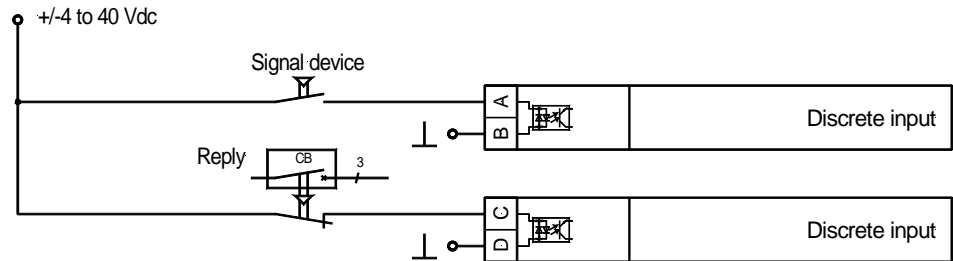 +/-4 to 40 Vdc
Signal device
A
B
Discrete input
Reply
CB
3
C
D
Discrete input